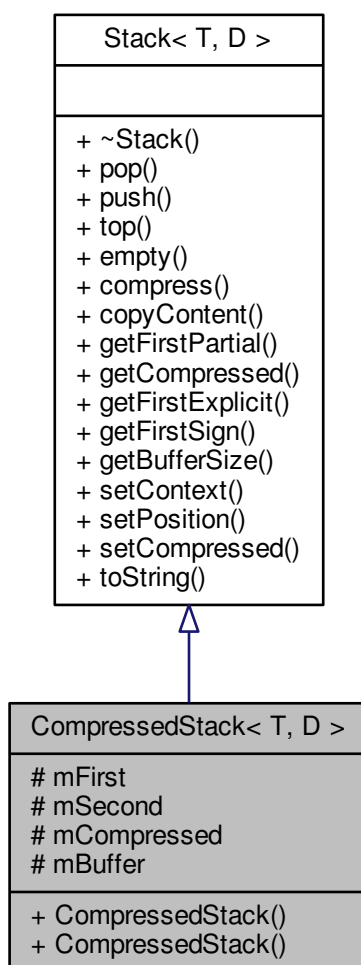 Stack< T, D >
+ ~Stack()
+ pop()
+ push()
+ top()
+ empty()
+ compress()
+ copyContent()
+ getFirstPartial()
+ getCompressed()
+ getFirstExplicit()
+ getFirstSign()
+ getBufferSize()
+ setContext()
+ setPosition()
+ setCompressed()
+ toString()
CompressedStack< T, D >
# mFirst
# mSecond
# mCompressed
# mBuffer
+ CompressedStack()
+ CompressedStack()